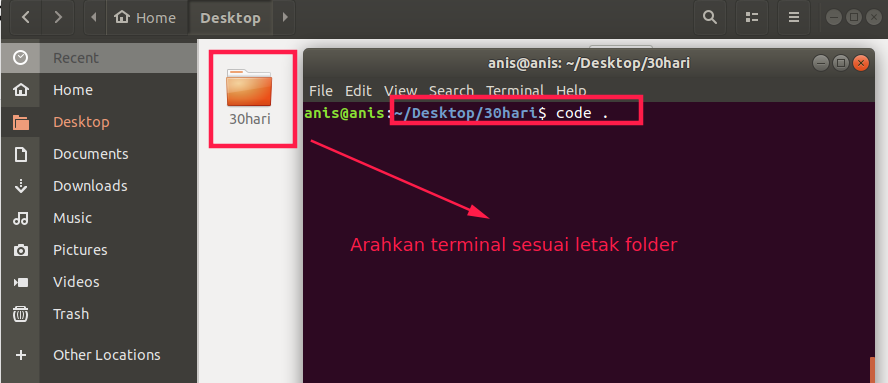 Home
Desktop
Recent
Home
Desktop
Documents
Downloads
Music
Pictures
Videos
Trash
Other Locations
30hari
anis@anis: ~/Desktop/30hari
File Edit View Search Terminal Help
anis@anis:~/Desktop/30hari$ code .
Arahkan terminal sesuai letak folder